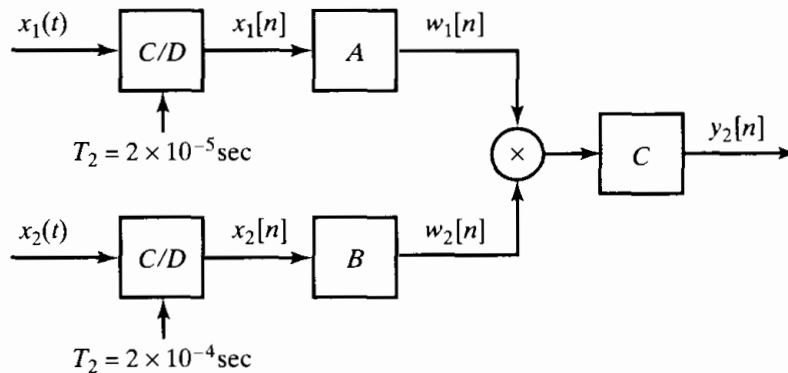 x₁(t)
C/D
x₁[n]
A
w₁[n]
T₂ = 2 × 10⁻⁵ sec
×
C
y₂[n]
x₂(t)
C/D
x₂[n]
B
w₂[n]
T₂ = 2 × 10⁻⁴ sec